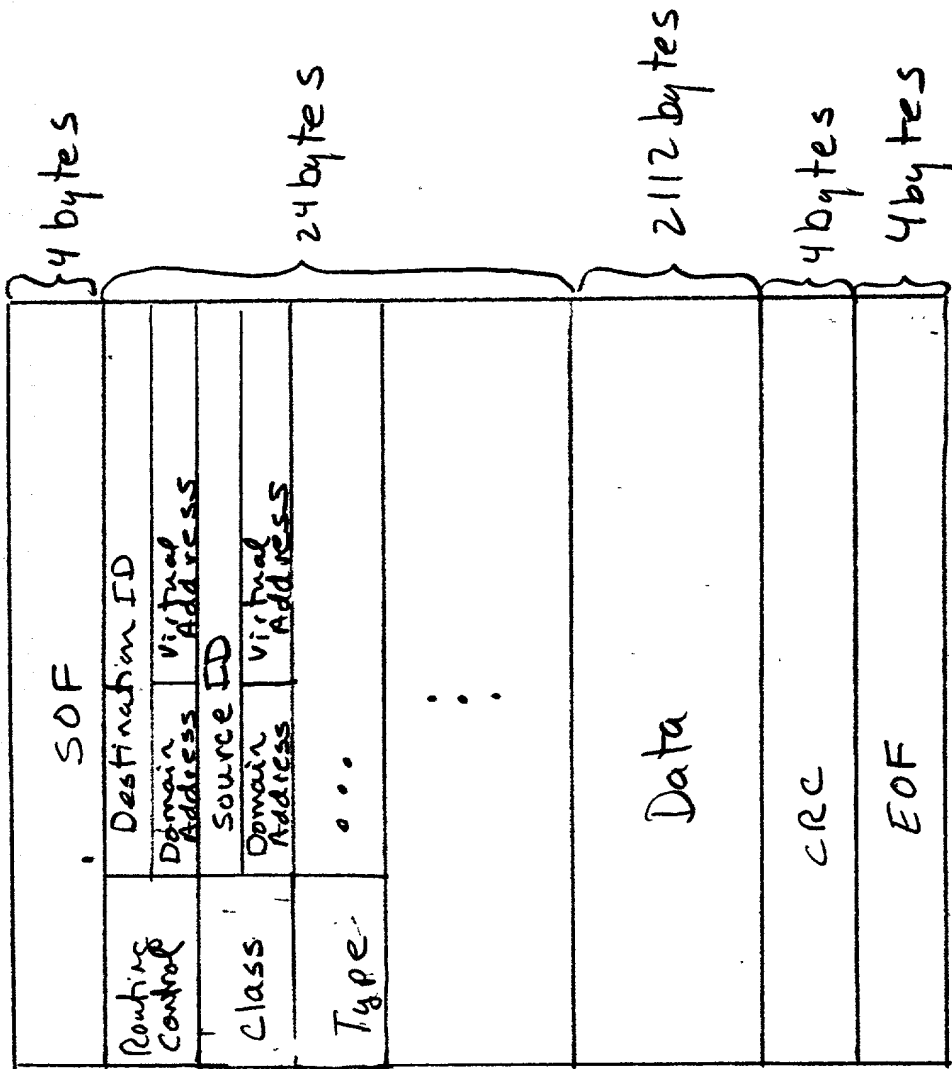 SOF
4 bytes
Routing
Control
Destination ID
Domain
Address
Virtual
Address
Class
Source ID
Domain
Address
Virtual
Address
Type
...
...
24 bytes
Data
2112 bytes
CRC
4 bytes
EOF
4 bytes